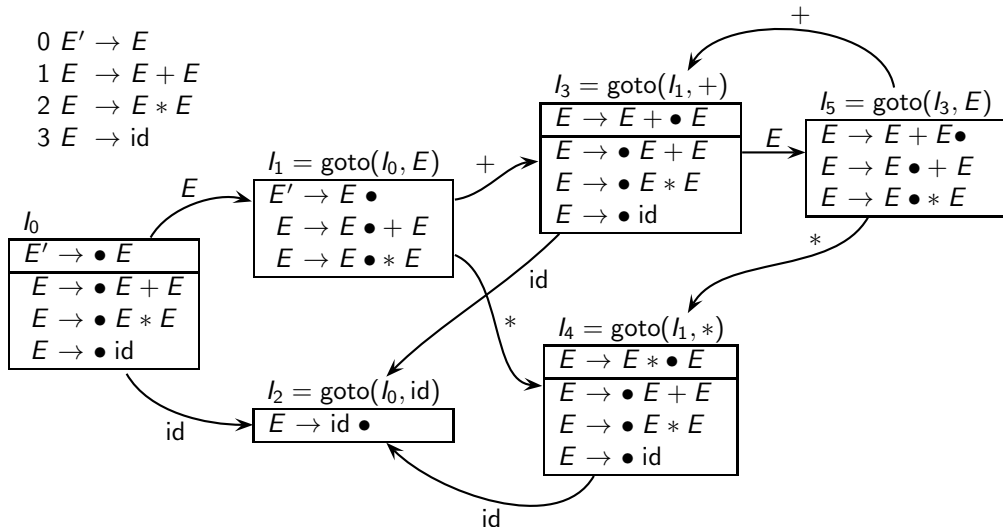 0 E′ → E
1 E → E + E
2 E → E ∗ E
3 E → id
I0
E′ → • E
E → • E + E
E → • E ∗ E
E → • id
E
id
I1 = goto(I0, E)
E′ → E •
E → E • + E
E → E • ∗ E
+
∗
I2 = goto(I0, id)
E → id •
I3 = goto(I1, +)
E → E + • E
E → • E + E
E → • E ∗ E
E → • id
E
id
I4 = goto(I1, ∗)
E → E ∗ • E
E → • E + E
E → • E ∗ E
E → • id
id
I5 = goto(I3, E)
E → E + E•
E → E • + E
E → E • ∗ E
+
∗